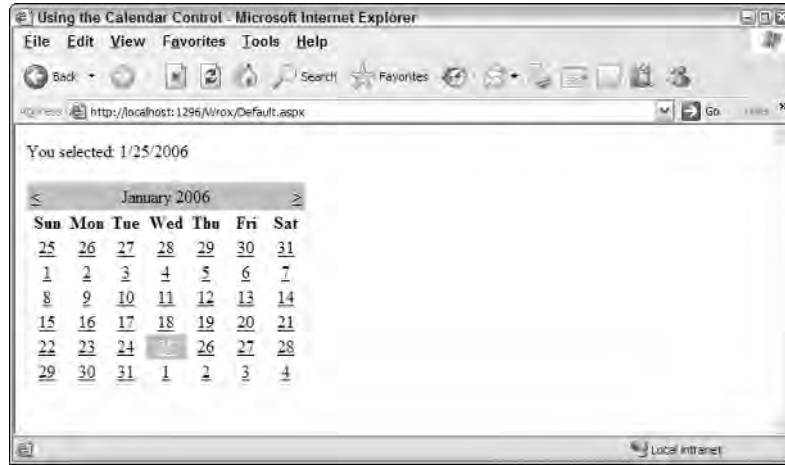 Using the Calendar Control - Microsoft Internet Explorer
File Edit View Favorites Tools Help
Back Search Favorites
Address http://localhost:1296/Wrox/Default.aspx Go Links »
You selected: 1/25/2006
< January 2006 >
Sun Mon Tue Wed Thu Fri Sat
25 26 27 28 29 30 31
1 2 3 4 5 6 7
8 9 10 11 12 13 14
15 16 17 18 19 20 21
22 23 24 25 26 27 28
29 30 31 1 2 3 4
Local intranet